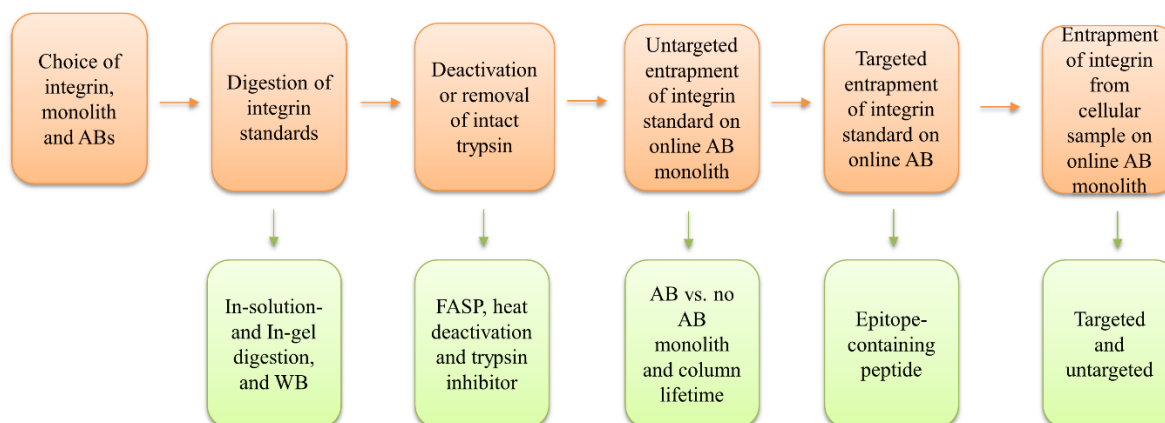 Choice of
integrin,
monolith
and ABs
Digestion of
integrin
standards
Deactivation
or removal
of intact
trypsin
Untargeted
entrapment
of integrin
standard on
online AB
monolith
Targeted
entrapment
of integrin
standard on
online AB
Entrapment
of integrin
from
cellular
sample on
online AB
monolith
In-solution-
and In-gel
digestion,
and WB
FASP, heat
deactivation
and trypsin
inhibitor
AB vs. no
AB
monolith
and column
lifetime
Epitope-
containing
peptide
Targeted
and
untargeted